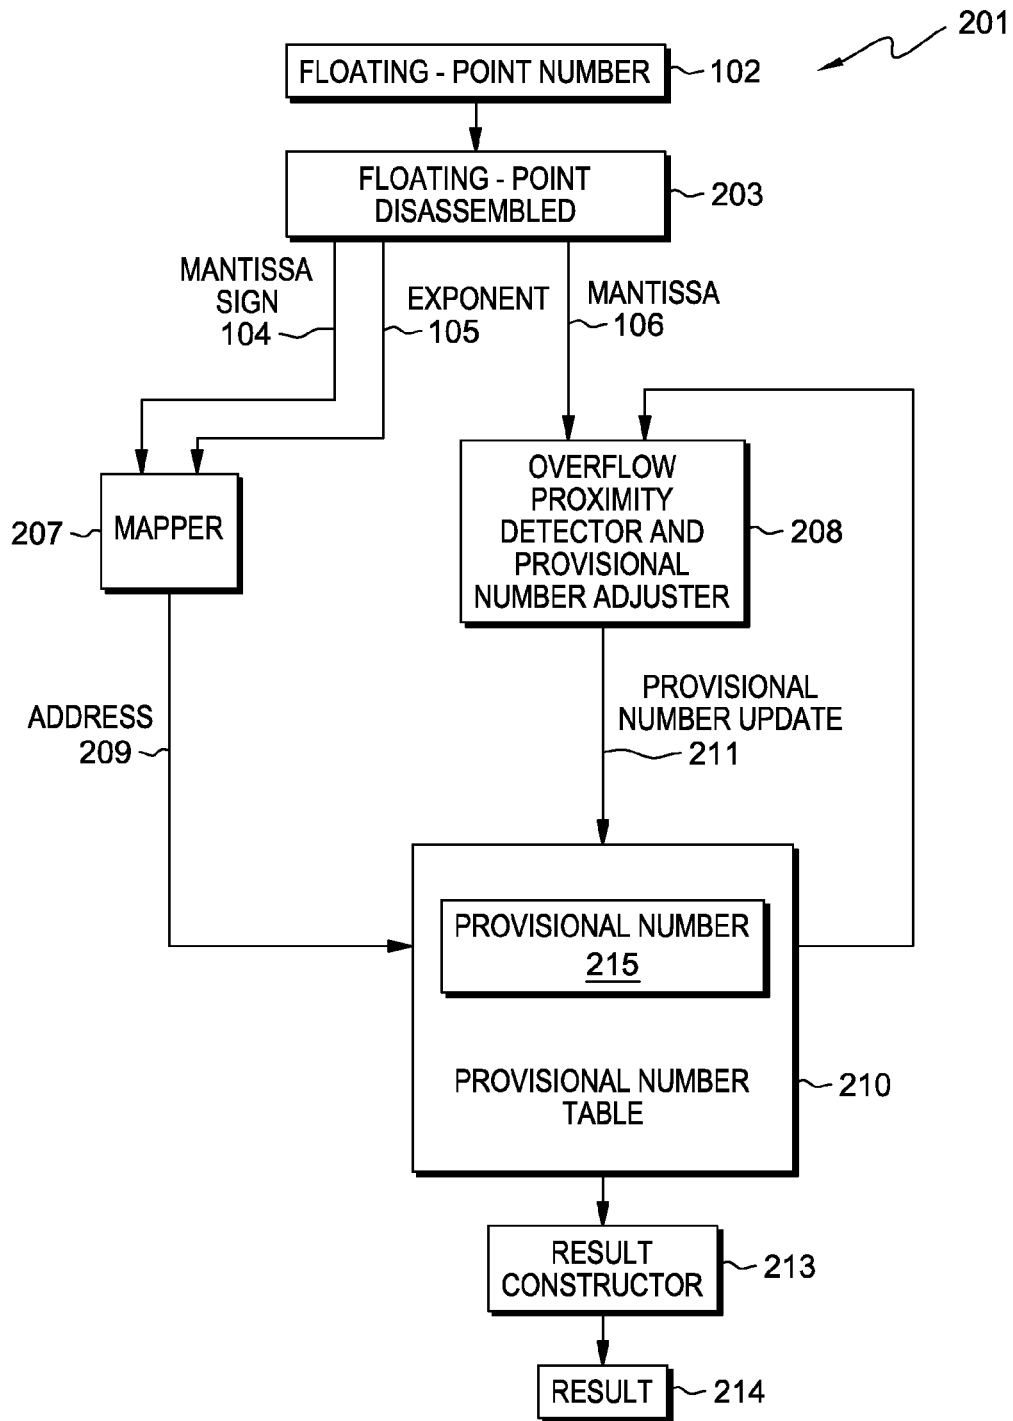 201
FLOATING - POINT NUMBER
102
FLOATING - POINT
DISASSEMBLED
203
MANTISSA
SIGN
104
EXPONENT
105
MANTISSA
106
MAPPER
207
OVERFLOW
PROXIMITY
DETECTOR AND
PROVISIONAL
NUMBER ADJUSTER
208
ADDRESS
209
PROVISIONAL
NUMBER UPDATE
211
PROVISIONAL NUMBER
215
PROVISIONAL NUMBER
TABLE
210
RESULT
CONSTRUCTOR
213
RESULT
214